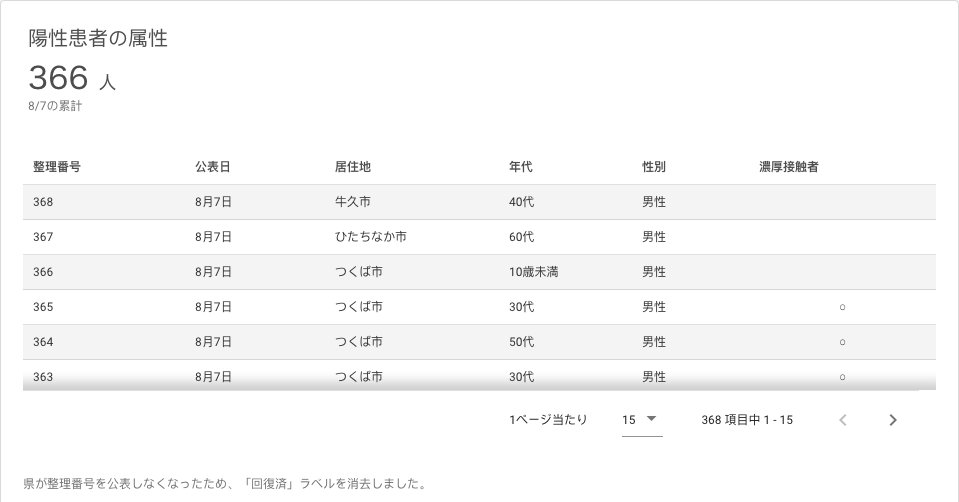 陽性患者の属性
366 人
8/7の累計
整理番号 公表日 居住地 年代 性別 濃厚接触者
368 8月7日 牛久市 40代 男性
367 8月7日 ひたちなか市 60代 男性
366 8月7日 つくば市 10歳未満 男性
365 8月7日 つくば市 30代 男性 ○
364 8月7日 つくば市 50代 男性 ○
363 8月7日 つくば市 30代 男性 ○
1ページ当たり 15 368 項目中 1 - 15
県が整理番号を公表しなくなったため、「回復済」ラベルを消去しました。